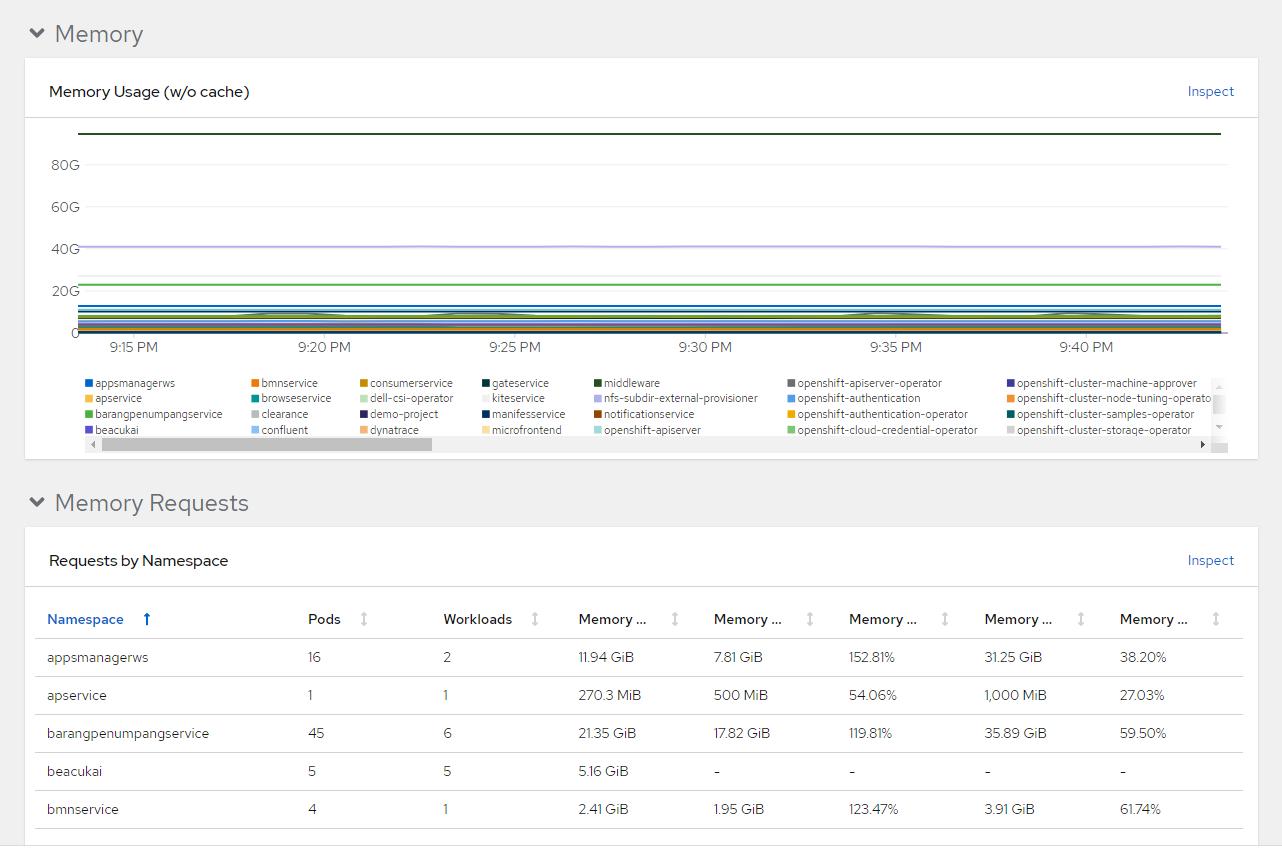 Memory
Memory Usage (w/o cache) Inspect
80G
60G
40G
20G
0
9:15 PM 9:20 PM 9:25 PM 9:30 PM 9:35 PM 9:40 PM
appsmanagerws bmnservice consumerservice gateservice middleware openshift-apiserver-operator openshift-cluster-machine-approver
apservice browseservice dell-csi-operator kiteservice nfs-subdir-external-provisioner openshift-authentication openshift-cluster-node-tuning-operato
barangpenumpangservice clearance demo-project manifesservice notificationservice openshift-authentication-operator openshift-cluster-samples-operator
beacukai confluent dynatrace microfrontend openshift-apiserver openshift-cloud-credential-operator openshift-cluster-storage-operator
Memory Requests
Requests by Namespace Inspect
Namespace Pods Workloads Memory ... Memory ... Memory ... Memory ... Memory ...
appsmanagerws 16 2 11.94 GiB 7.81 GiB 152.81% 31.25 GiB 38.20%
apservice 1 1 270.3 MiB 500 MiB 54.06% 1,000 MiB 27.03%
barangpenumpangservice 45 6 21.35 GiB 17.82 GiB 119.81% 35.89 GiB 59.50%
beacukai 5 5 5.16 GiB - - - -
bmnservice 4 1 2.41 GiB 1.95 GiB 123.47% 3.91 GiB 61.74%